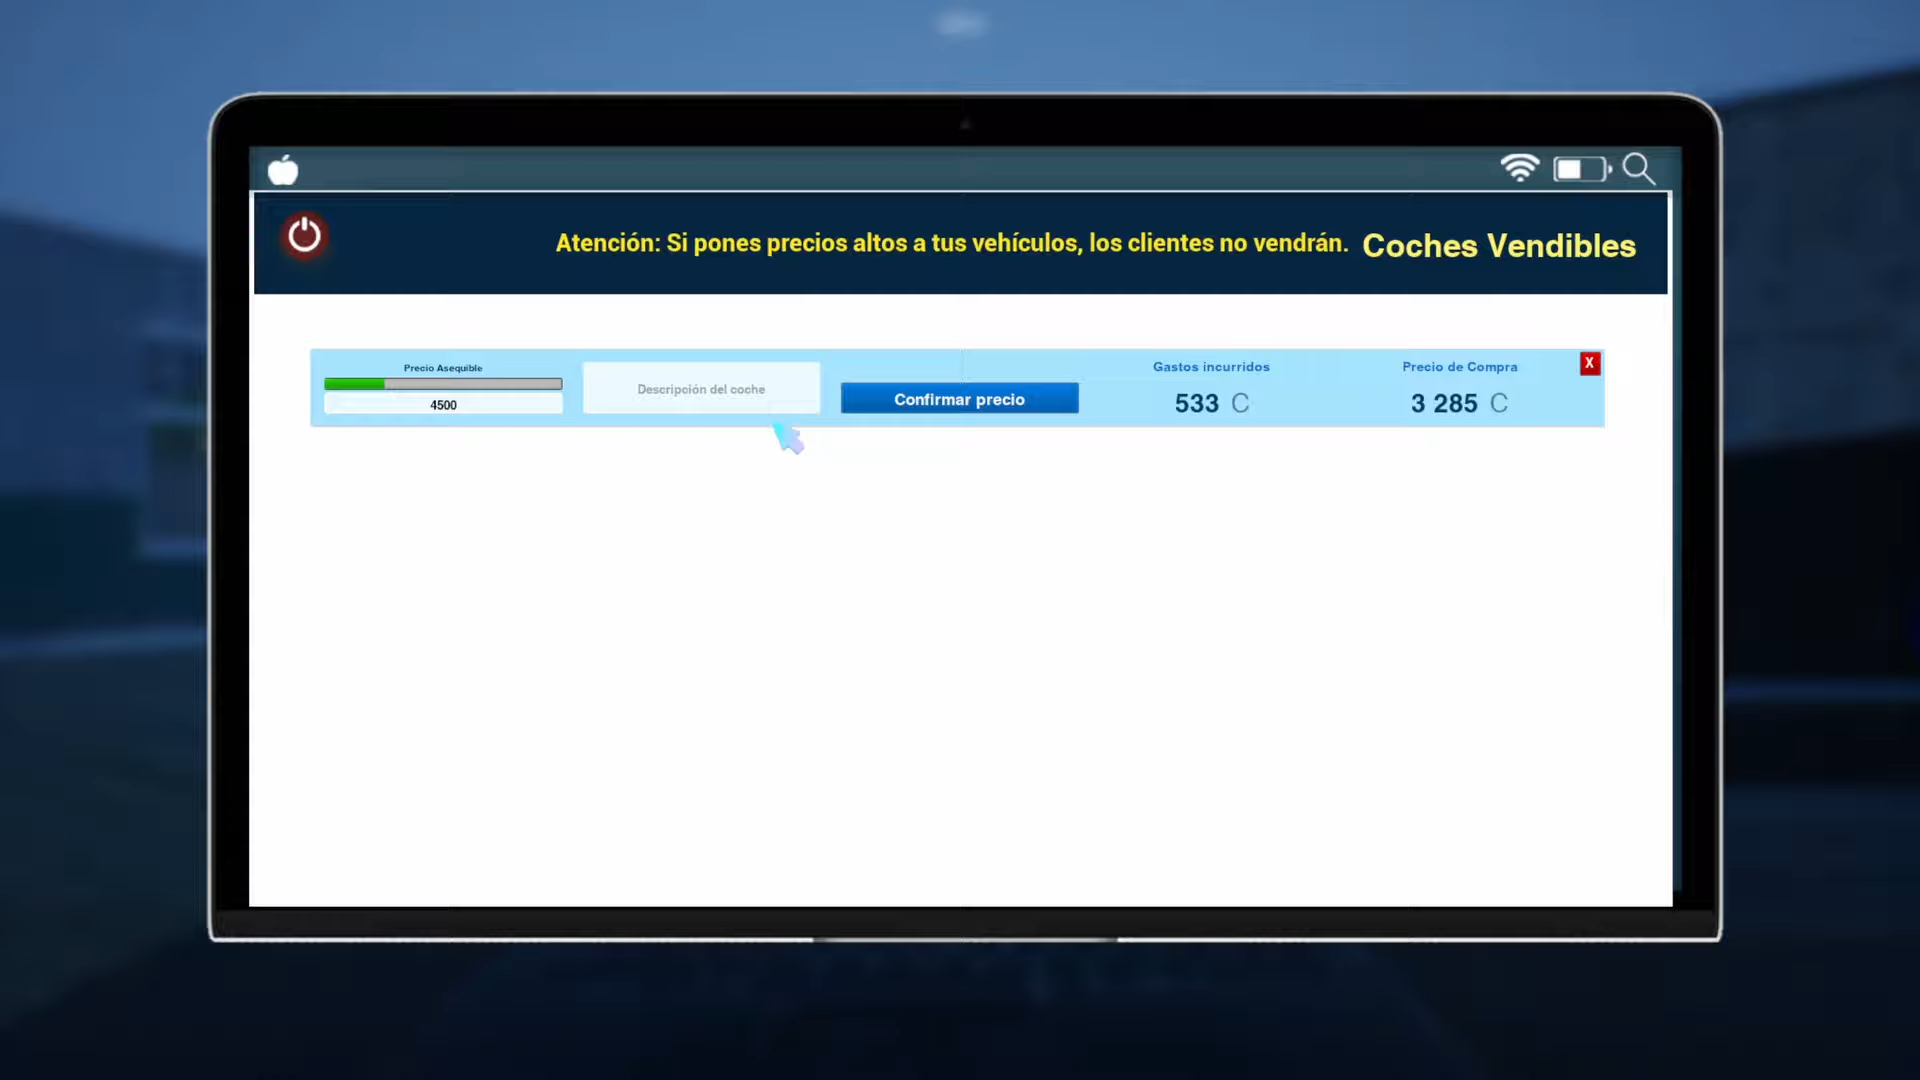 Atención: Si pones precios altos a tus vehículos, los clientes no vendrán.
Coches Vendibles
Precio Asequible
4500
Descripción del coche
Confirmar precio
Gastos incurridos
533 C
Precio de Compra
3 285 C
X